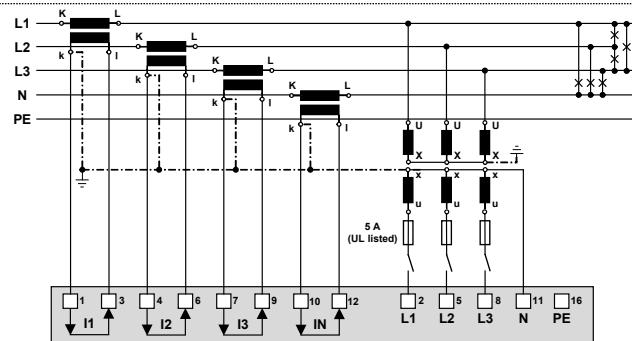 K L
L1
K L
L2
k l K L
L3
k l K L
N
k l
PE
k l U U U
X X X
x x x
u u u
5 A
(UL listed)
1 3 4 6 7 9 10 12 2 5 8 11 16
I1 I2 I3 IN L1 L2 L3 N PE